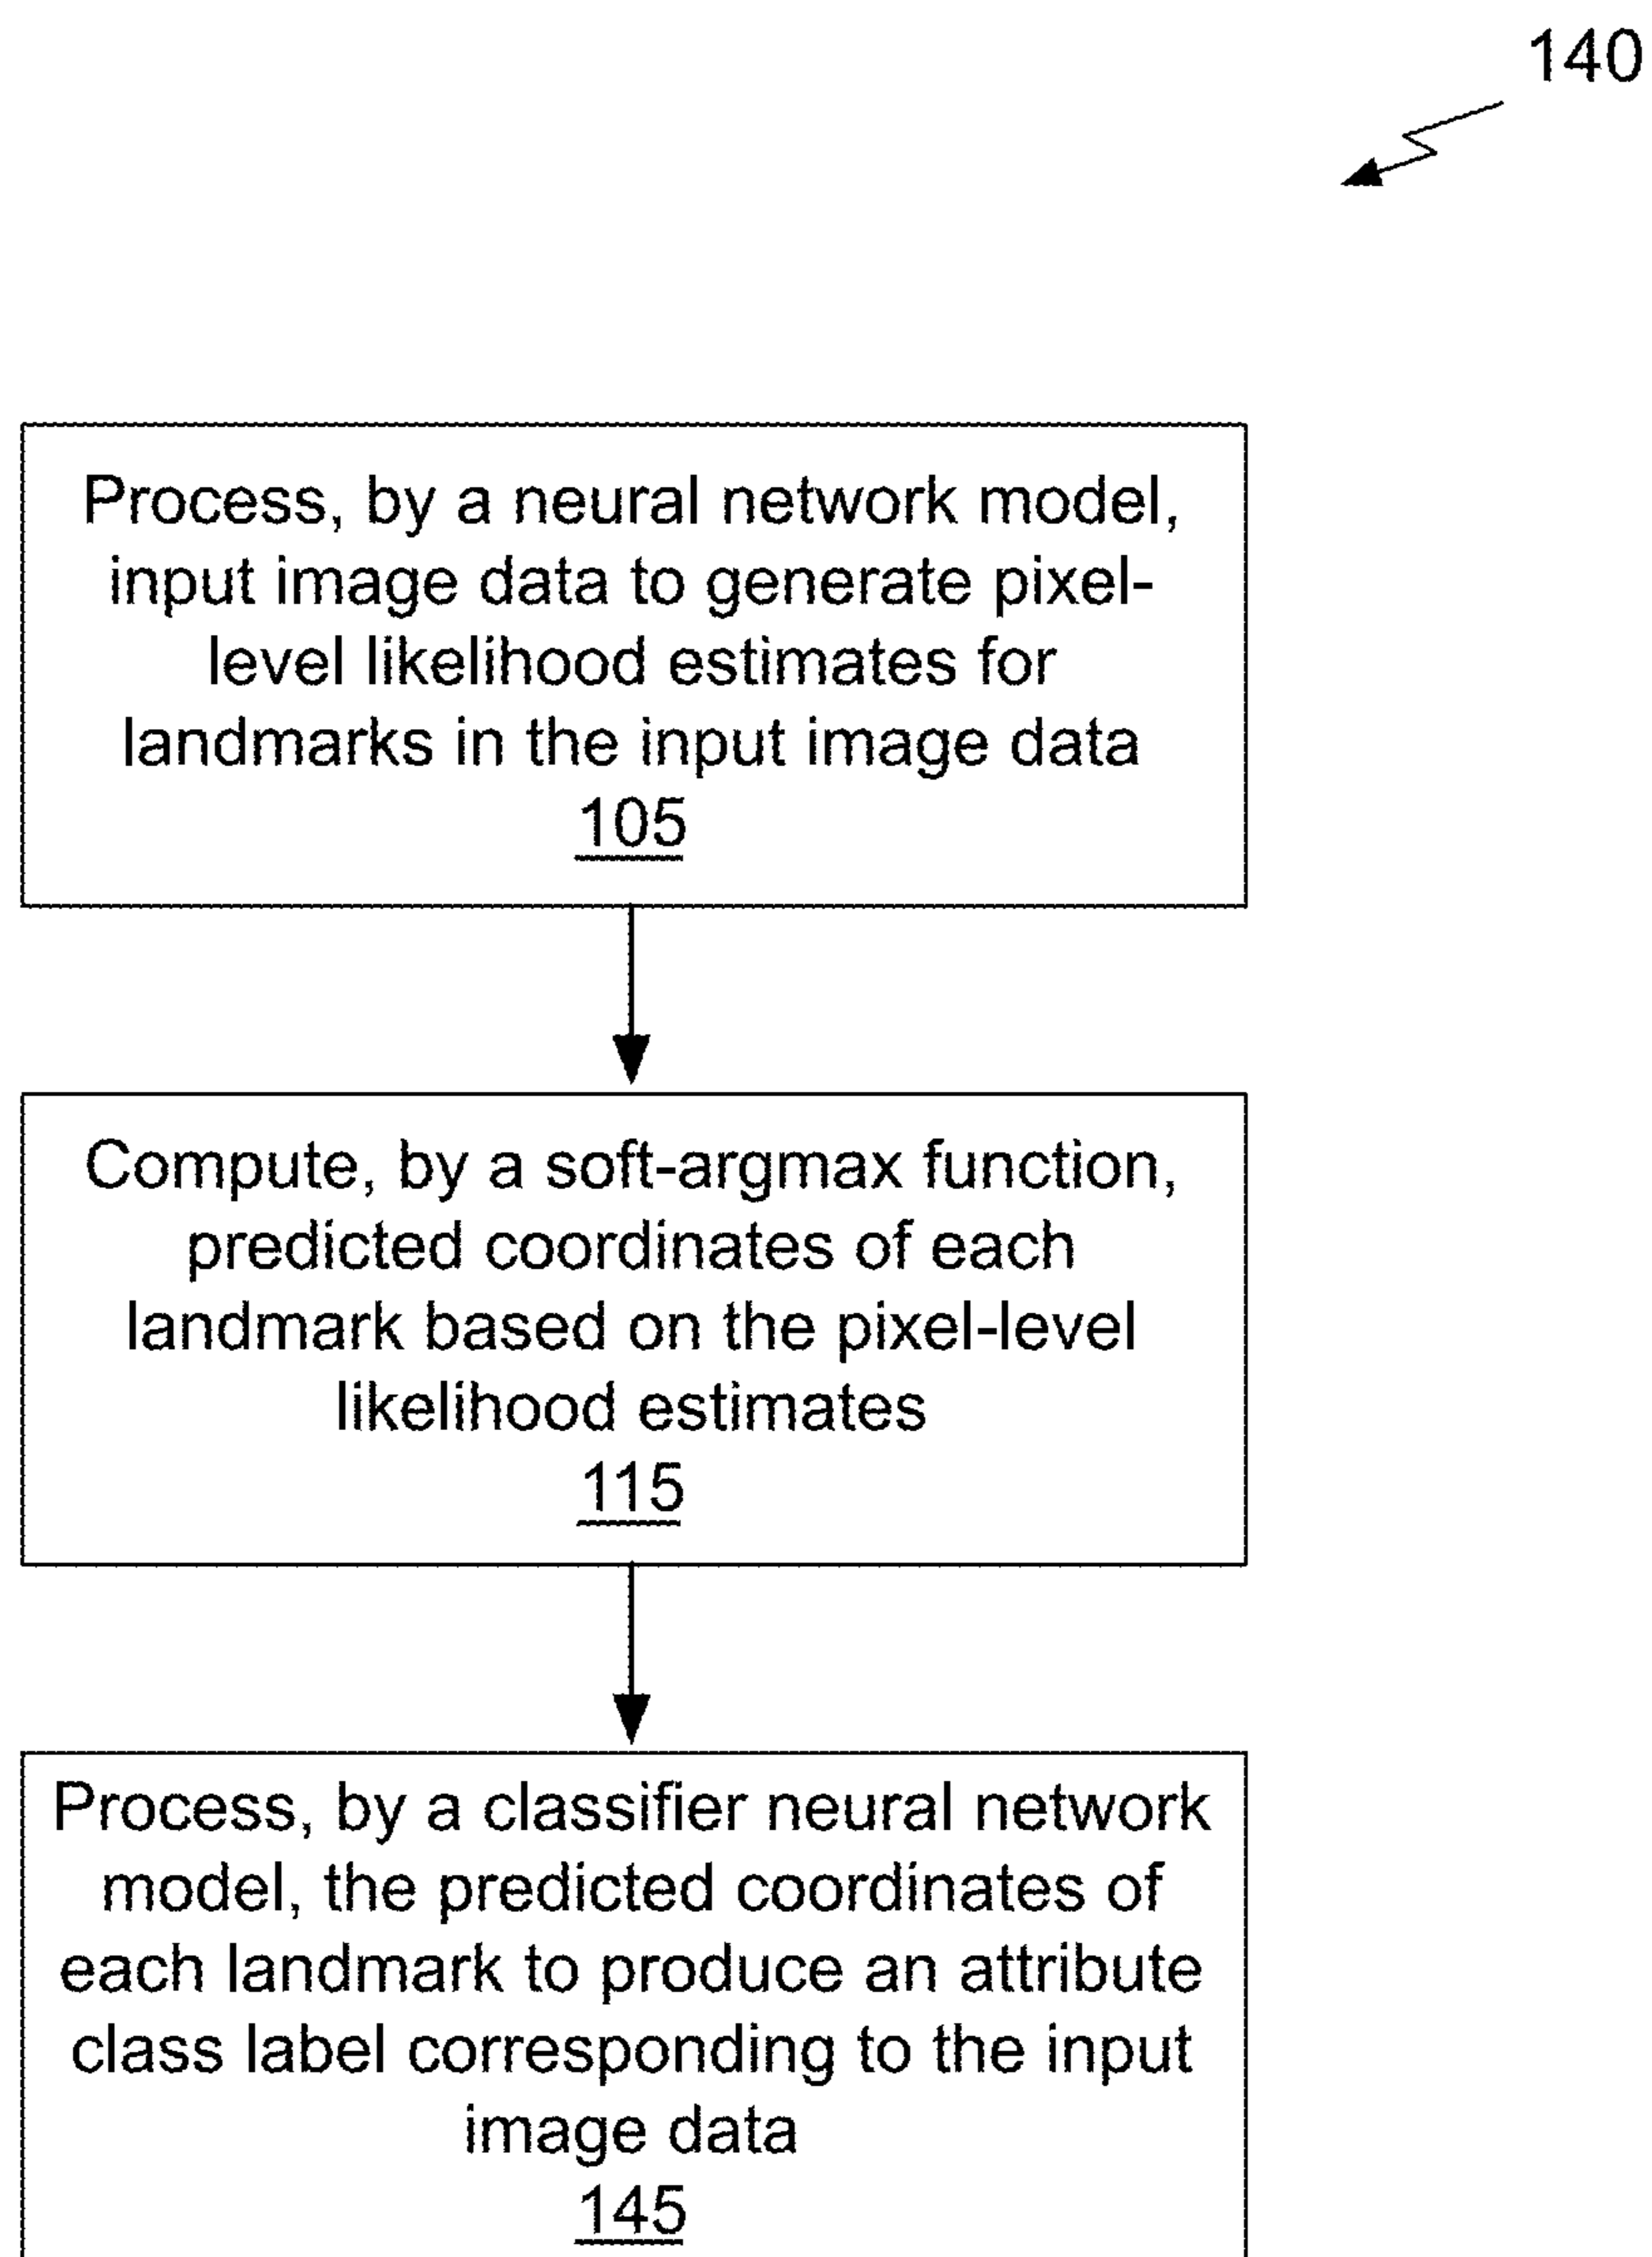 140
Process, by a neural network model,
input image data to generate pixel-
level likelihood estimates for
landmarks in the input image data
105
Compute, by a soft-argmax function,
predicted coordinates of each
landmark based on the pixel-level
likelihood estimates
115
Process, by a classifier neural network
model, the predicted coordinates of
each landmark to produce an attribute
class label corresponding to the input
image data
145